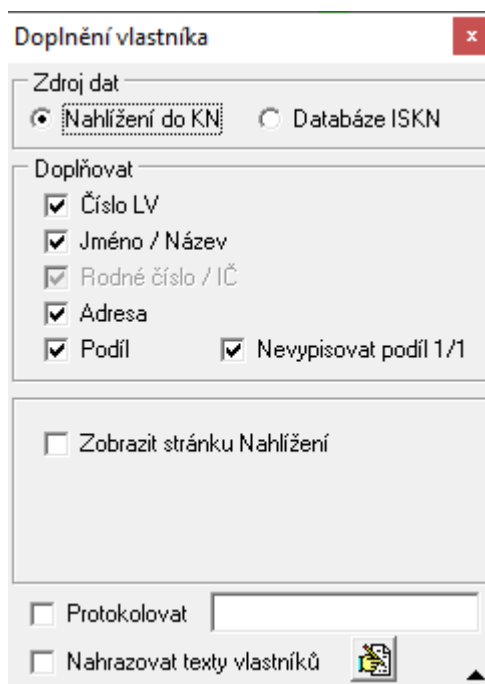 Doplnění vlastníka
x
Zdroj dat
Nahlížení do KN Databáze ISKN
Doplňovat
Číslo LV
Jméno / Název
Rodné číslo / IČ
Adresa
Podíl Nevypisovat podíl 1/1
Zobrazit stránku Nahlížení
Protokolovat
Nahrazovat texty vlastníků